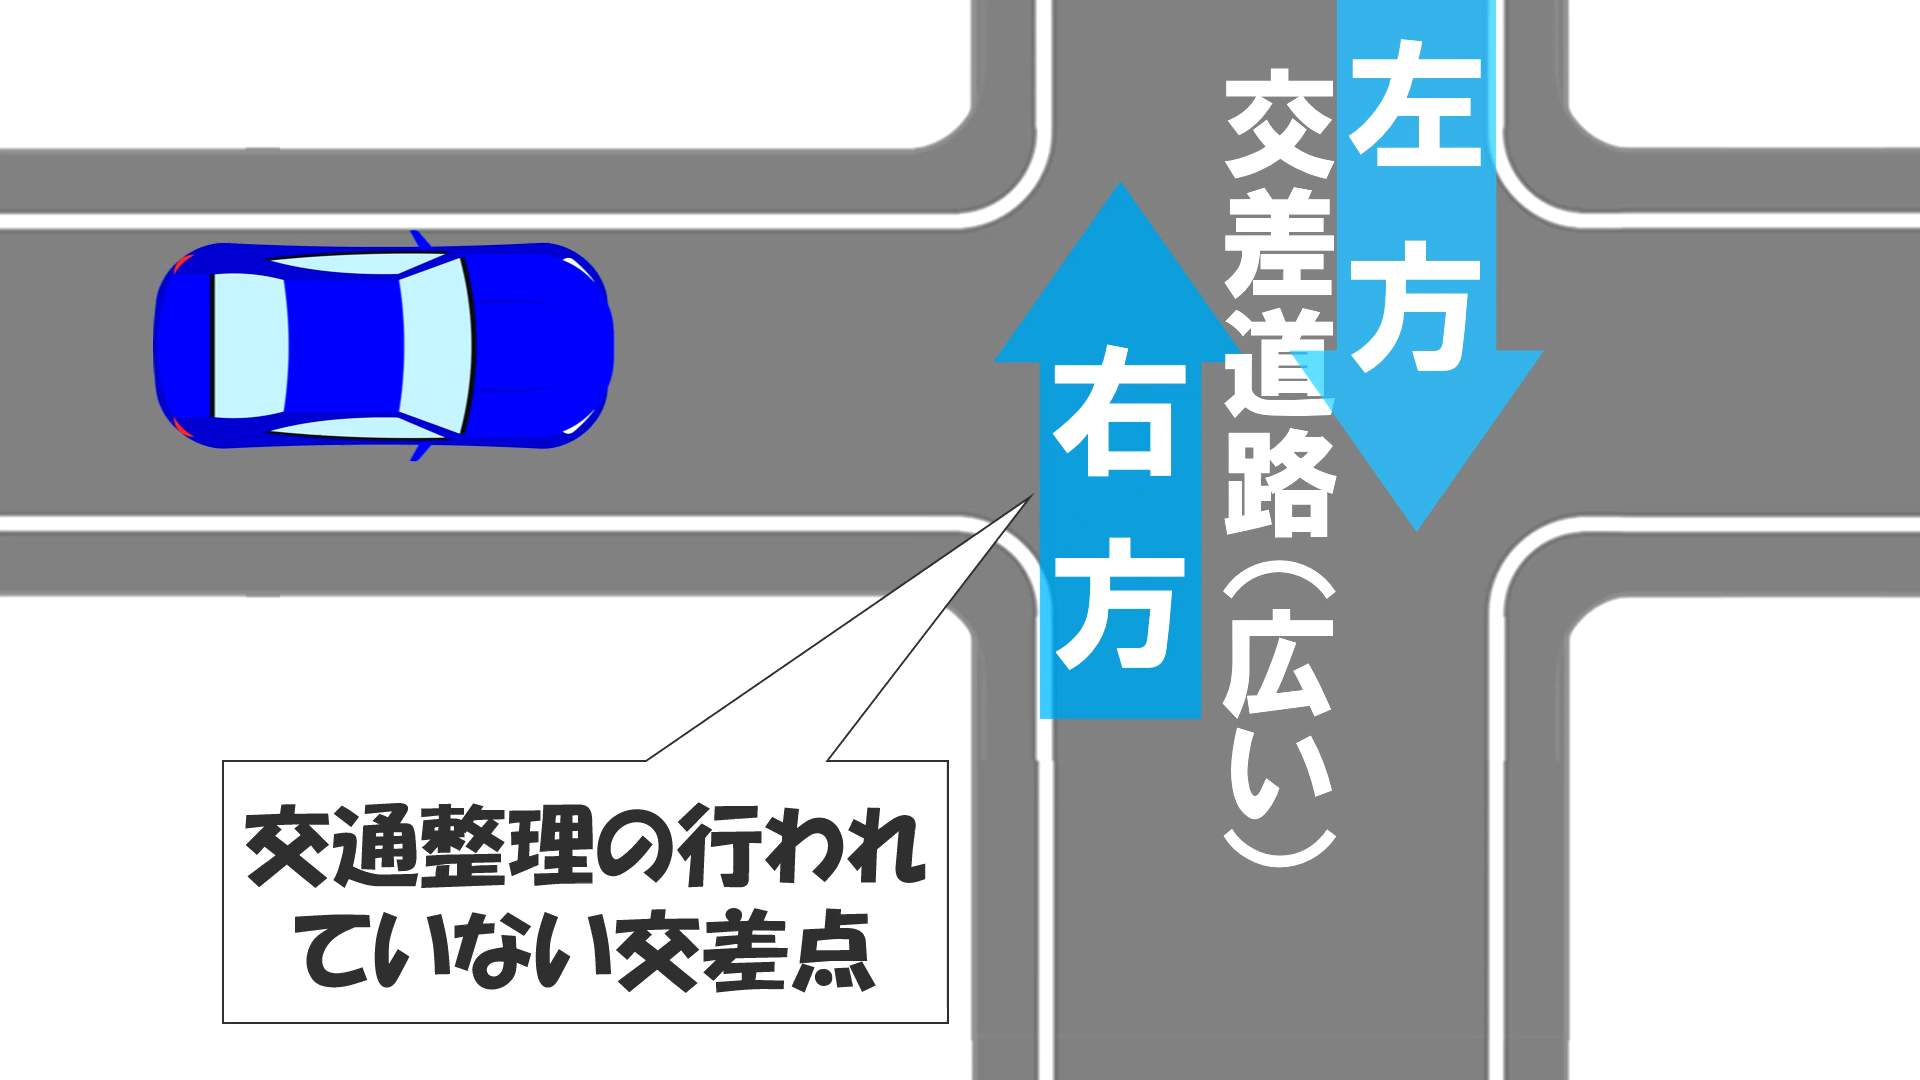 左方
交差道路（広い）
右方
交通整理の行われ
ていない交差点